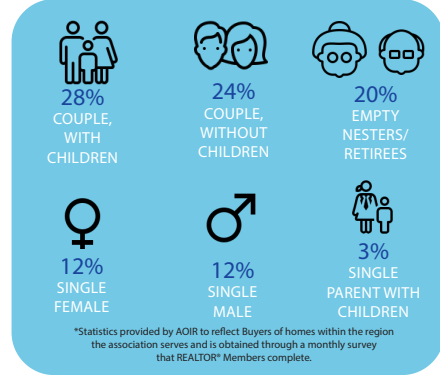 28%
COUPLE,
WITH
CHILDREN
24%
COUPLE,
WITHOUT
CHILDREN
20%
EMPTY
NESTERS/
RETIREES
12%
SINGLE
FEMALE
12%
SINGLE
MALE
3%
SINGLE
PARENT WITH
CHILDREN
*Statistics provided by AOIR to reflect Buyers of homes within the region
the association serves and is obtained through a monthly survey
that REALTOR® Members complete.